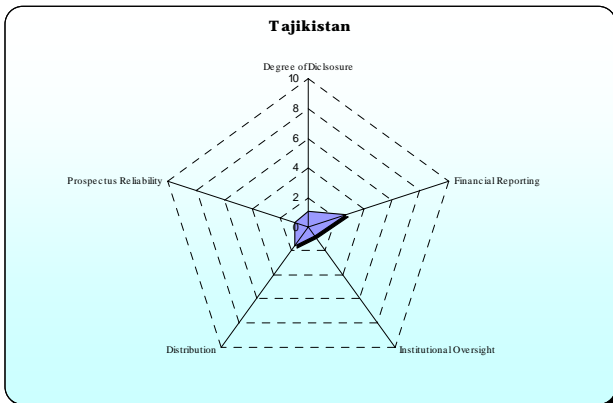 Tajikistan
Degree of Diclsosure
10
8
6
4
2
0
Prospectus Reliability
Financial Reporting
Distribution
Institutional Oversight